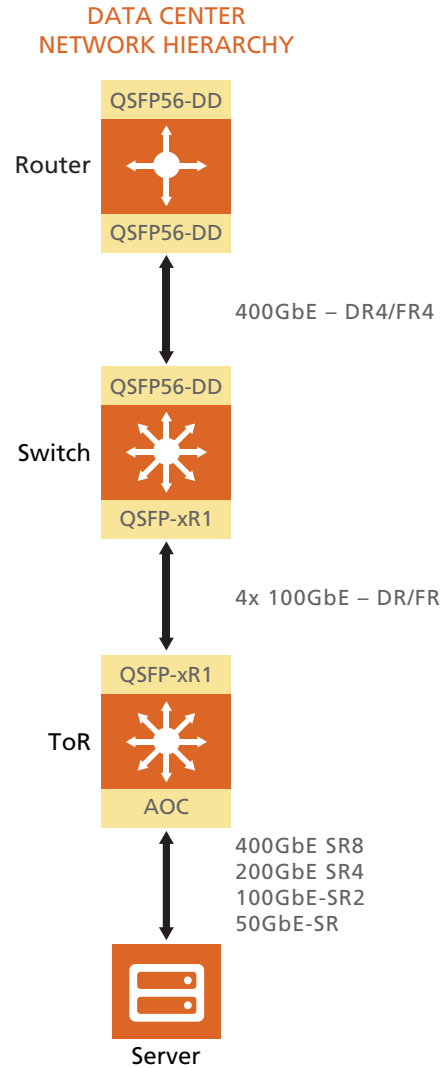 DATA CENTER
NETWORK HIERARCHY
QSFP56-DD
Router
QSFP56-DD
400GbE – DR4/FR4
QSFP56-DD
Switch
QSFP-xR1
4x 100GbE – DR/FR
QSFP-xR1
ToR
AOC
400GbE SR8
200GbE SR4
100GbE-SR2
50GbE-SR
Server